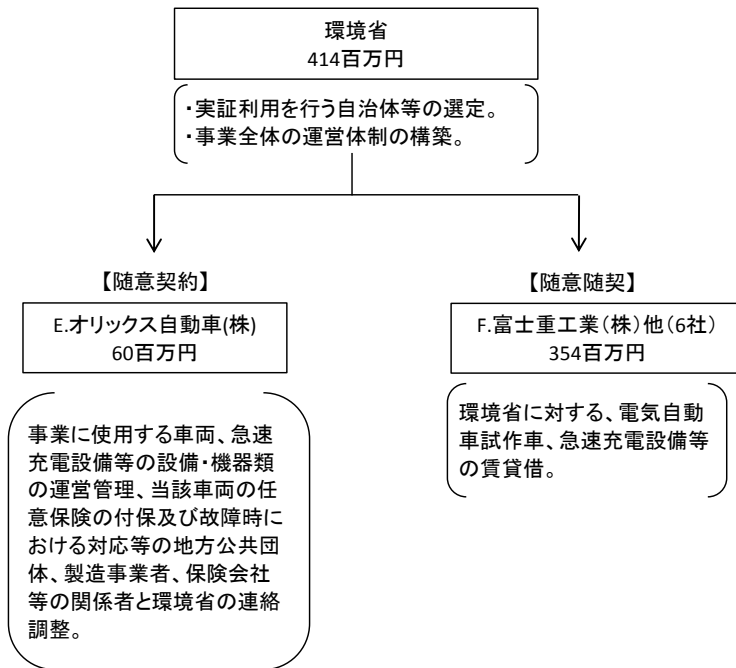 環境省
414百万円
・実証利用を行う自治体等の選定。
・事業全体の運営体制の構築。
【随意契約】
E.オリックス自動車(株)
60百万円
事業に使用する車両、急速
充電設備等の設備・機器類
の運営管理、当該車両の任
意保険の付保及び故障時に
おける対応等の地方公共団
体、製造事業者、保険会社
等の関係者と環境省の連絡
調整。
【随意随契】
F.富士重工業(株)他(6社)
354百万円
環境省に対する、電気自動
車試作車、急速充電設備等
の賃貸借。